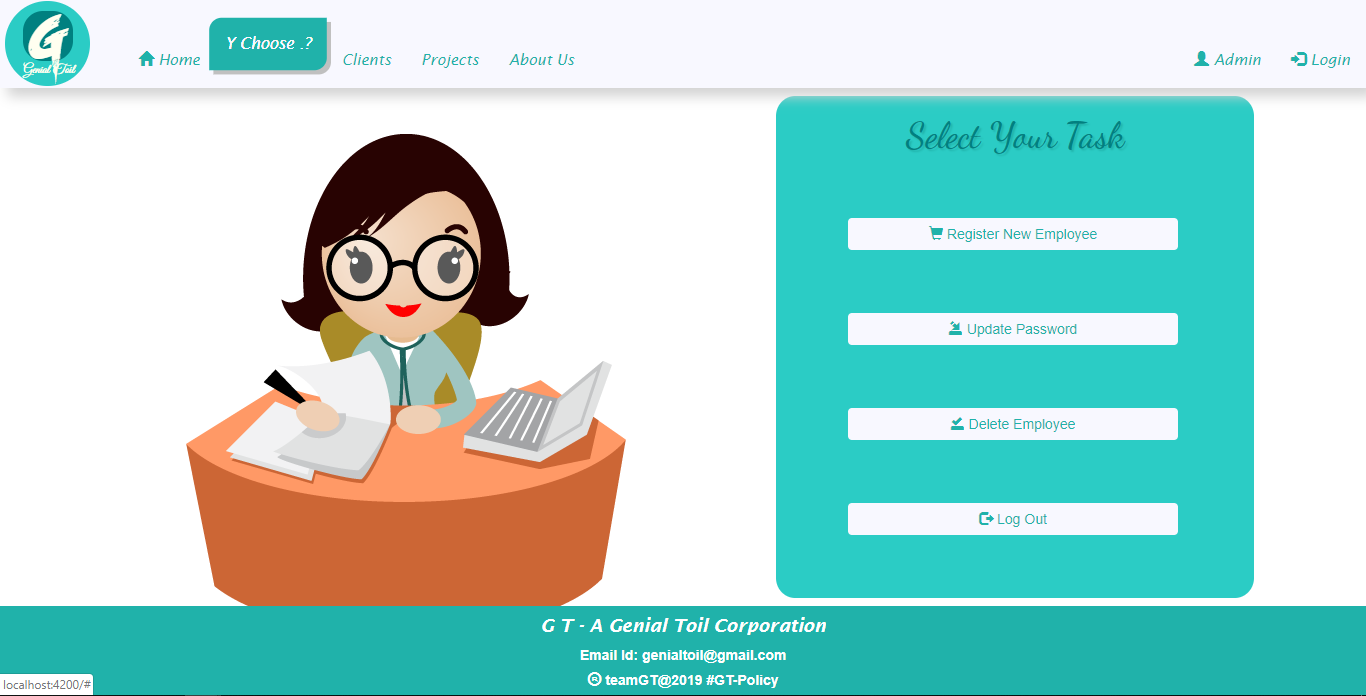 Genial Toil
Home
Y Choose .?
Clients
Projects
About Us
Admin
Login
Select Your Task
Register New Employee
Update Password
Delete Employee
Log Out
G T - A Genial Toil Corporation
Email Id: genialtoil@gmail.com
teamGT@2019 #GT-Policy
localhost:4200/#